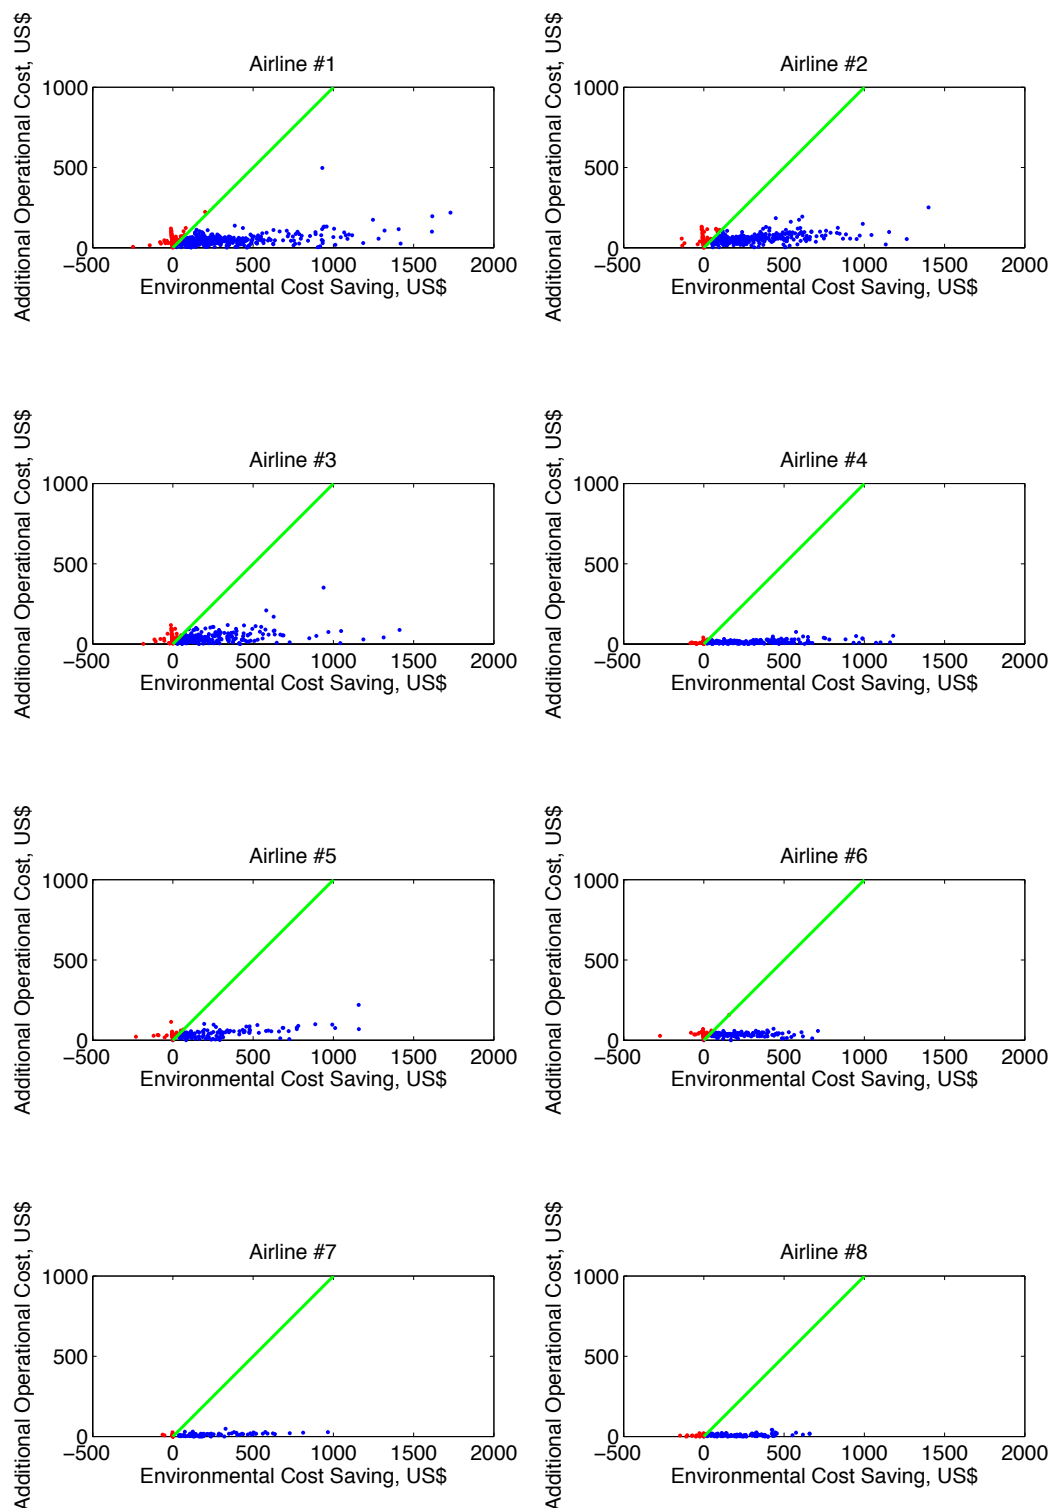 Airline #1
Additional Operational Cost, US$
1000
500
0
−500 0 500 1000 1500 2000
Environmental Cost Saving, US$
Airline #2
Additional Operational Cost, US$
1000
500
0
−500 0 500 1000 1500 2000
Environmental Cost Saving, US$
Airline #3
Additional Operational Cost, US$
1000
500
0
−500 0 500 1000 1500 2000
Environmental Cost Saving, US$
Airline #4
Additional Operational Cost, US$
1000
500
0
−500 0 500 1000 1500 2000
Environmental Cost Saving, US$
Airline #5
Additional Operational Cost, US$
1000
500
0
−500 0 500 1000 1500 2000
Environmental Cost Saving, US$
Airline #6
Additional Operational Cost, US$
1000
500
0
−500 0 500 1000 1500 2000
Environmental Cost Saving, US$
Airline #7
Additional Operational Cost, US$
1000
500
0
−500 0 500 1000 1500 2000
Environmental Cost Saving, US$
Airline #8
Additional Operational Cost, US$
1000
500
0
−500 0 500 1000 1500 2000
Environmental Cost Saving, US$